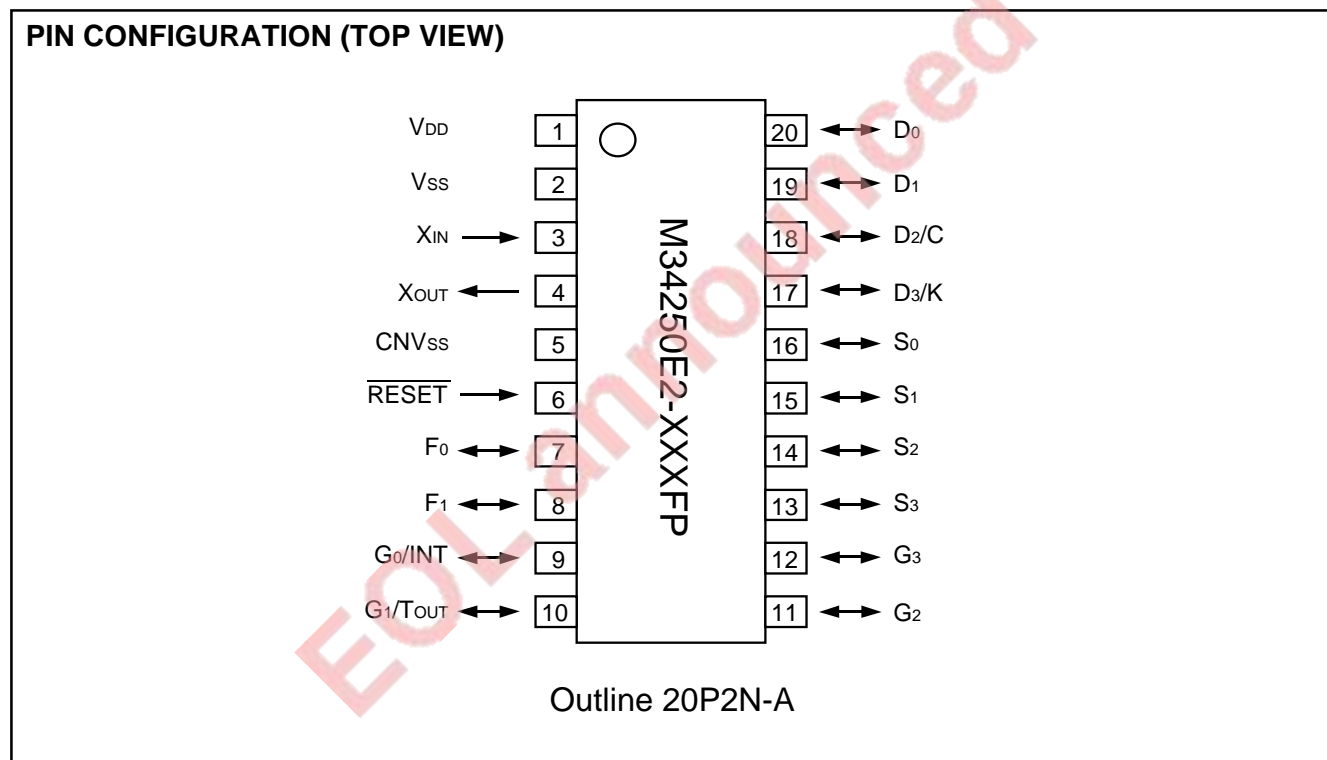 PIN CONFIGURATION (TOP VIEW)
VDD 1 20 D0
VSS 2 19 D1
XIN 3 18 D2/C
XOUT 4 17 D3/K
CNVSS 5 16 S0
RESET 6 15 S1
F0 7 14 S2
F1 8 13 S3
G0/INT 9 12 G3
G1/TOUT 10 11 G2
M34250E2-XXXFP
Outline 20P2N-A
EOL announced